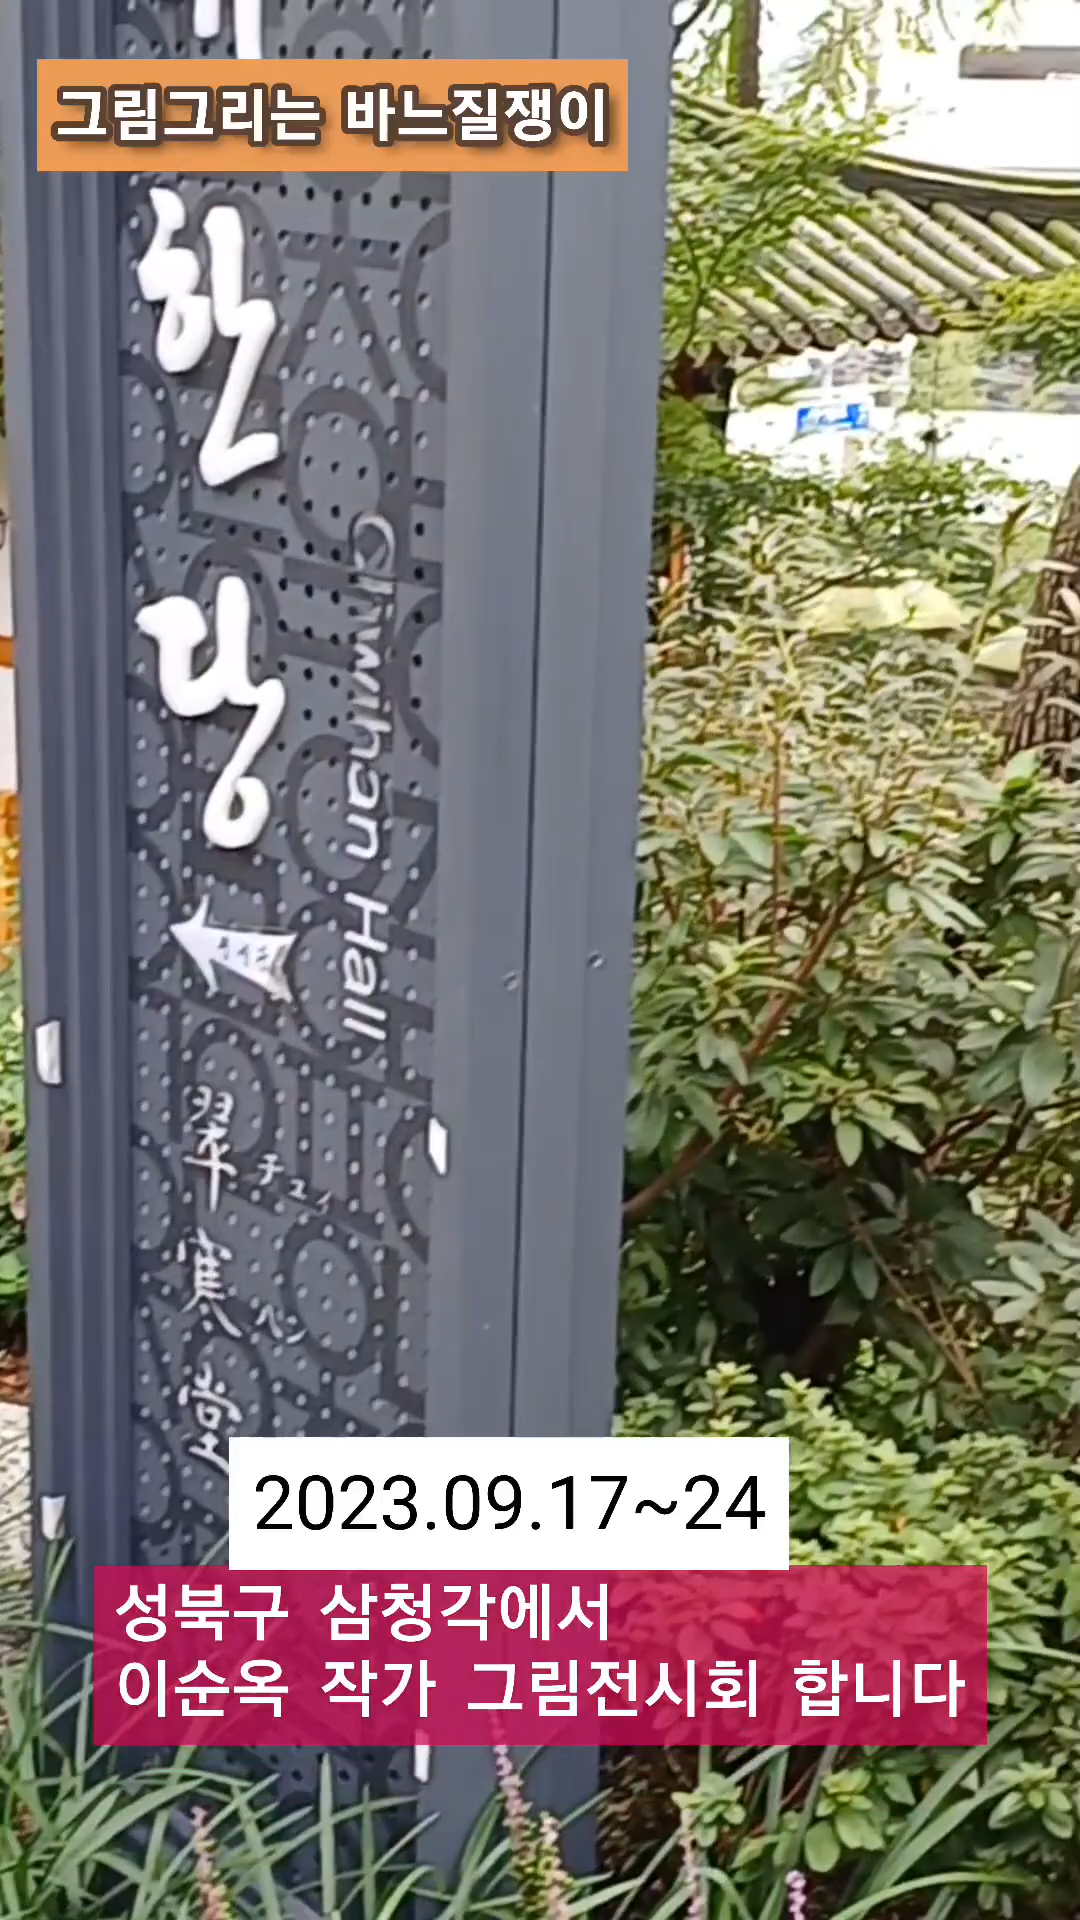 그림그리는 바느질쟁이
한
당
Chwihan Hall
翠寒堂
チュイ
ハン
2023.09.17~24
성북구 삼청각에서
이순옥 작가 그림전시회 합니다